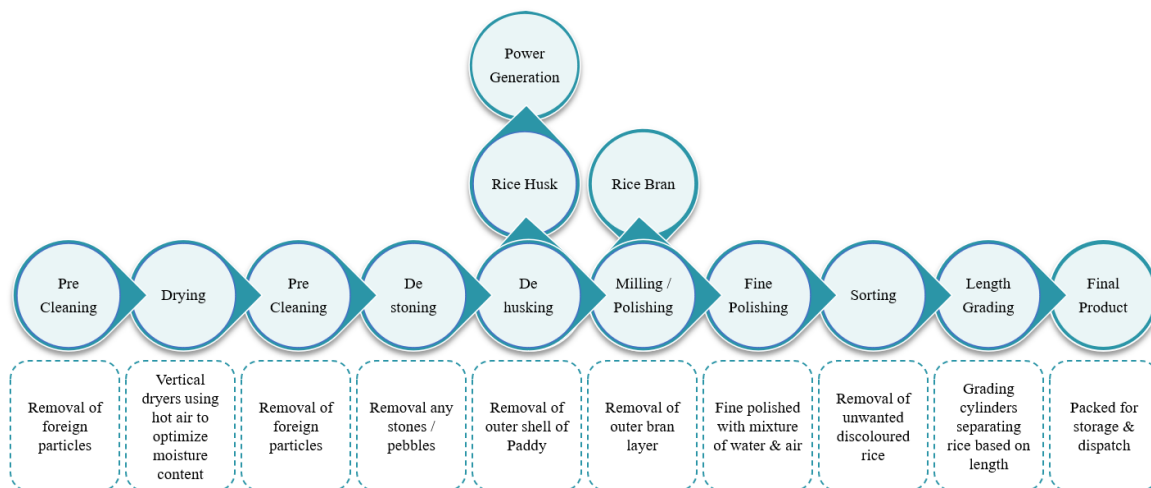 Power
Generation
Rice Husk
Rice Bran
Pre
Cleaning
Drying
Pre
Cleaning
De
stoning
De
husking
Milling /
Polishing
Fine
Polishing
Sorting
Length
Grading
Final
Product
Removal of
foreign
particles
Vertical
dryers using
hot air to
optimize
moisture
content
Removal of
foreign
particles
Removal any
stones /
pebbles
Removal of
outer shell of
Paddy
Removal of
outer bran
layer
Fine polished
with mixture
of water & air
Removal of
unwanted
discoloured
rice
Grading
cylinders
separating
rice based on
length
Packed for
storage &
dispatch